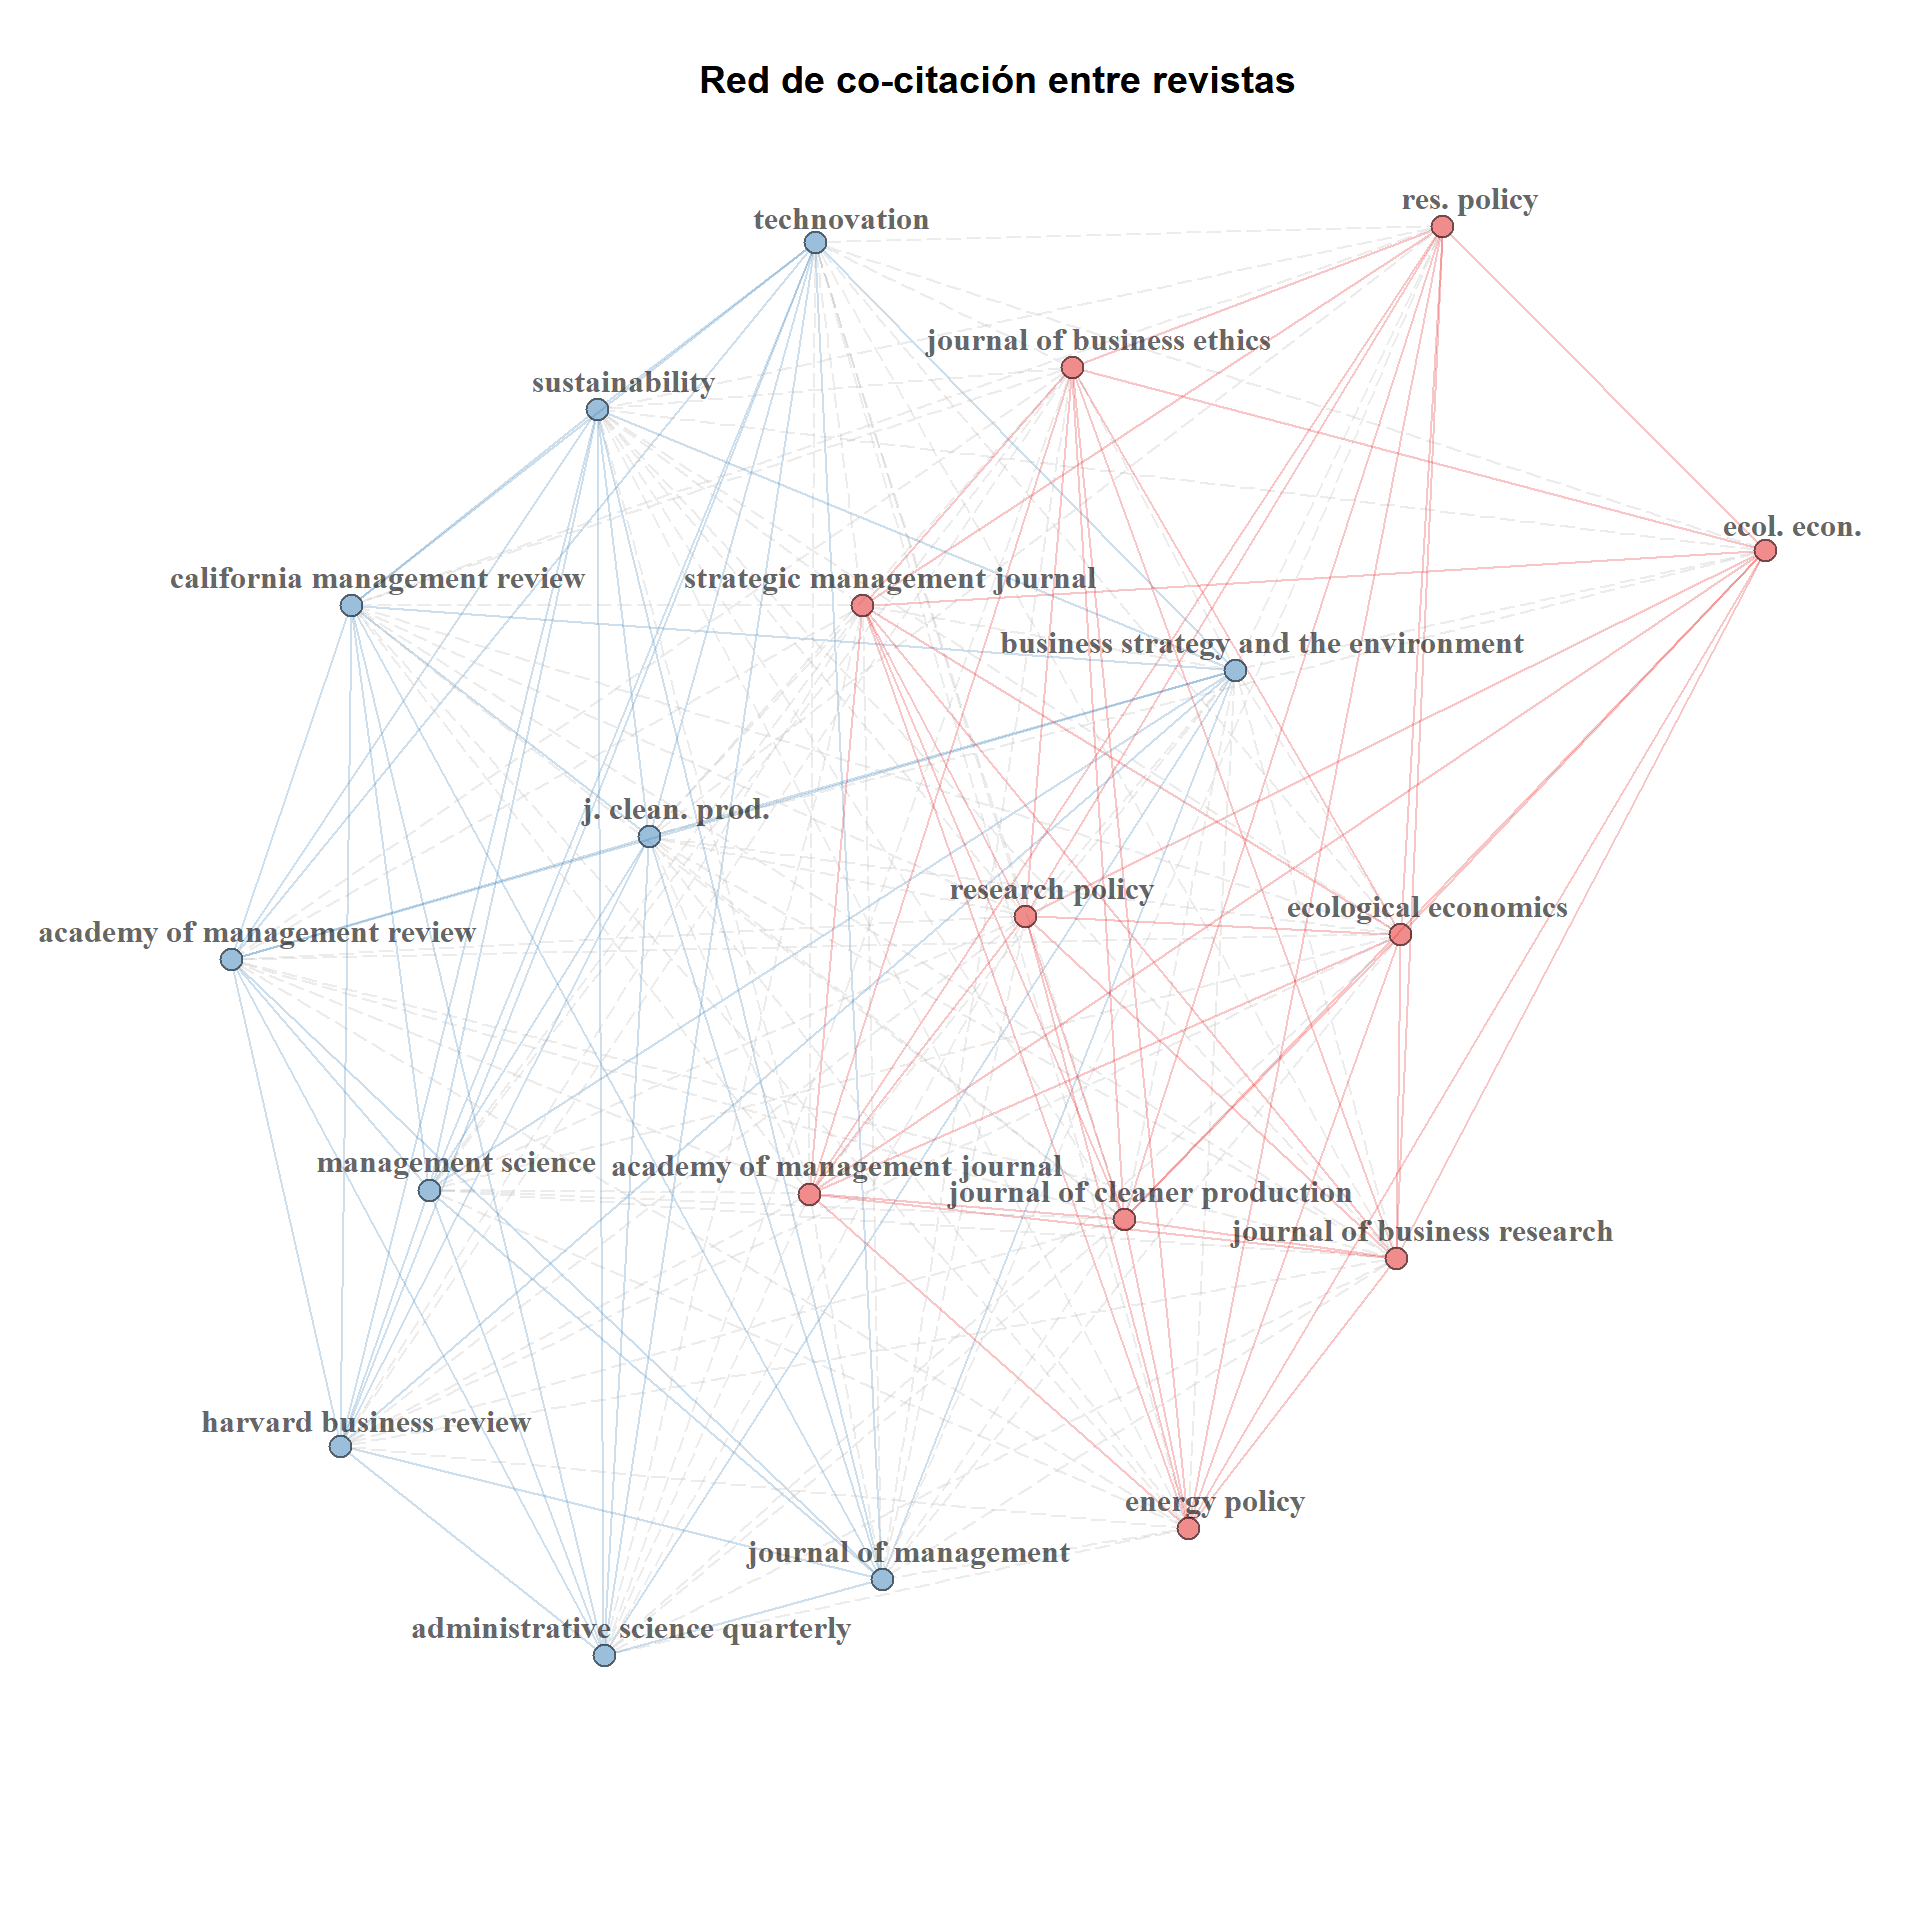 Red de co-citación entre revistas
res. policy
technovation
journal of business ethics
sustainability
ecol. econ.
california management review
strategic management journal
business strategy and the environment
j. clean. prod.
research policy
ecological economics
academy of management review
management science
academy of management journal
journal of cleaner production
journal of business research
harvard business review
energy policy
journal of management
administrative science quarterly